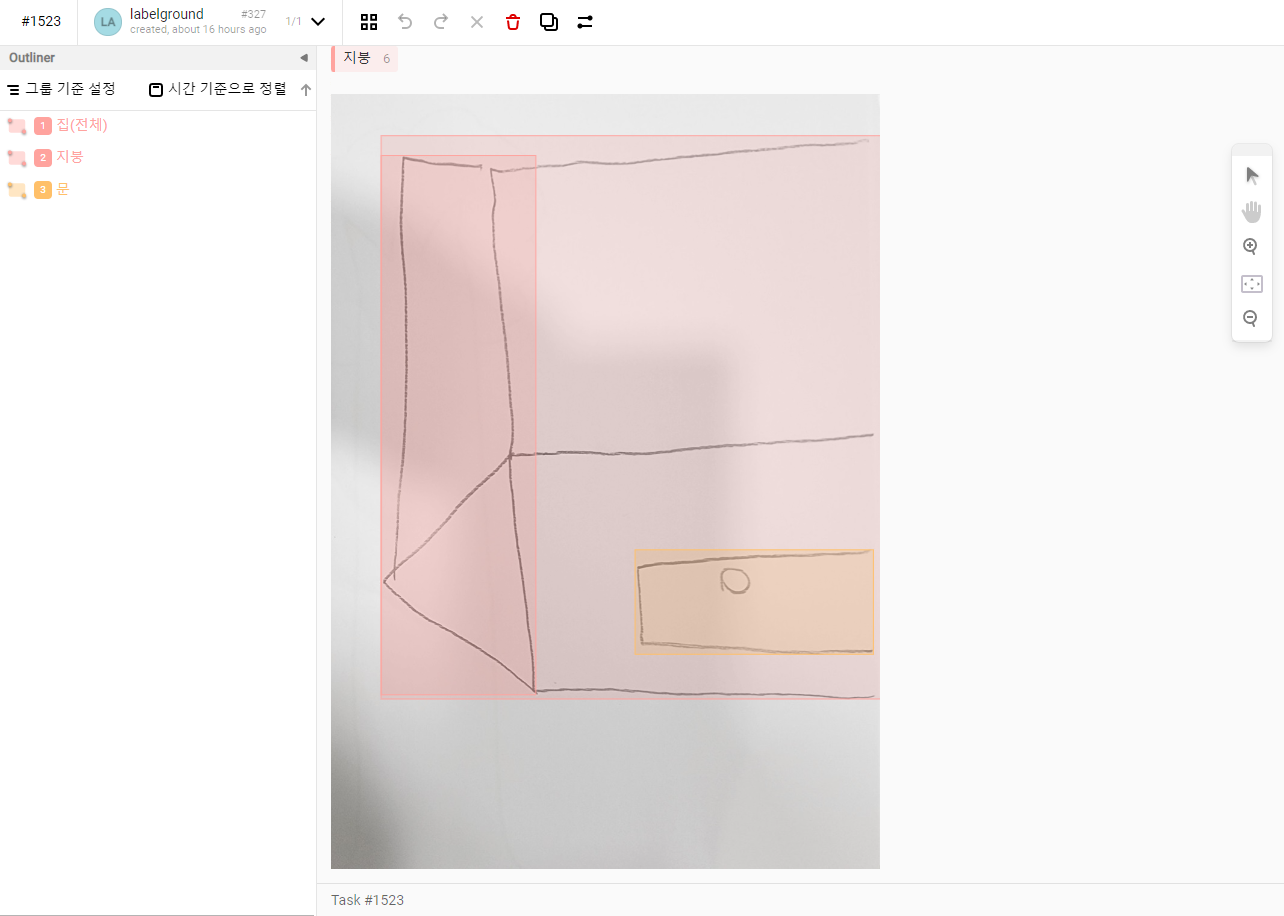 #1523
LA
labelground
#327
created, about 16 hours ago
1/1
Outliner
그룹 기준 설정
시간 기준으로 정렬
1 집(전체)
2 지붕
3 문
지붕 6
Task #1523